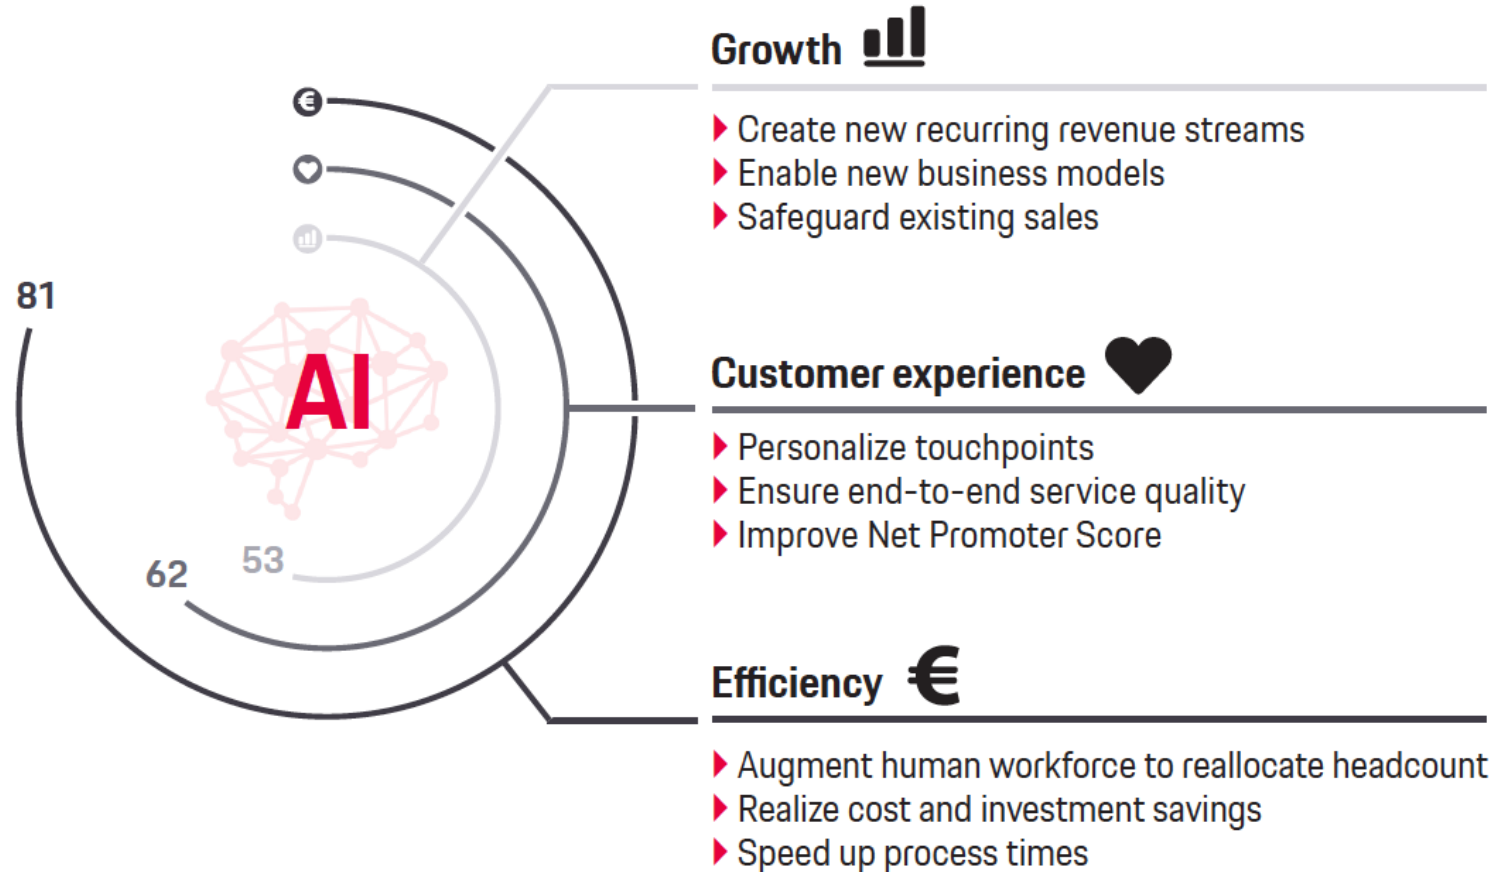 Growth
Create new recurring revenue streams
Enable new business models
Safeguard existing sales
81
AI
53
62
Customer experience
Personalize touchpoints
Ensure end-to-end service quality
Improve Net Promoter Score
Efficiency €
Augment human workforce to reallocate headcount
Realize cost and investment savings
Speed up process times